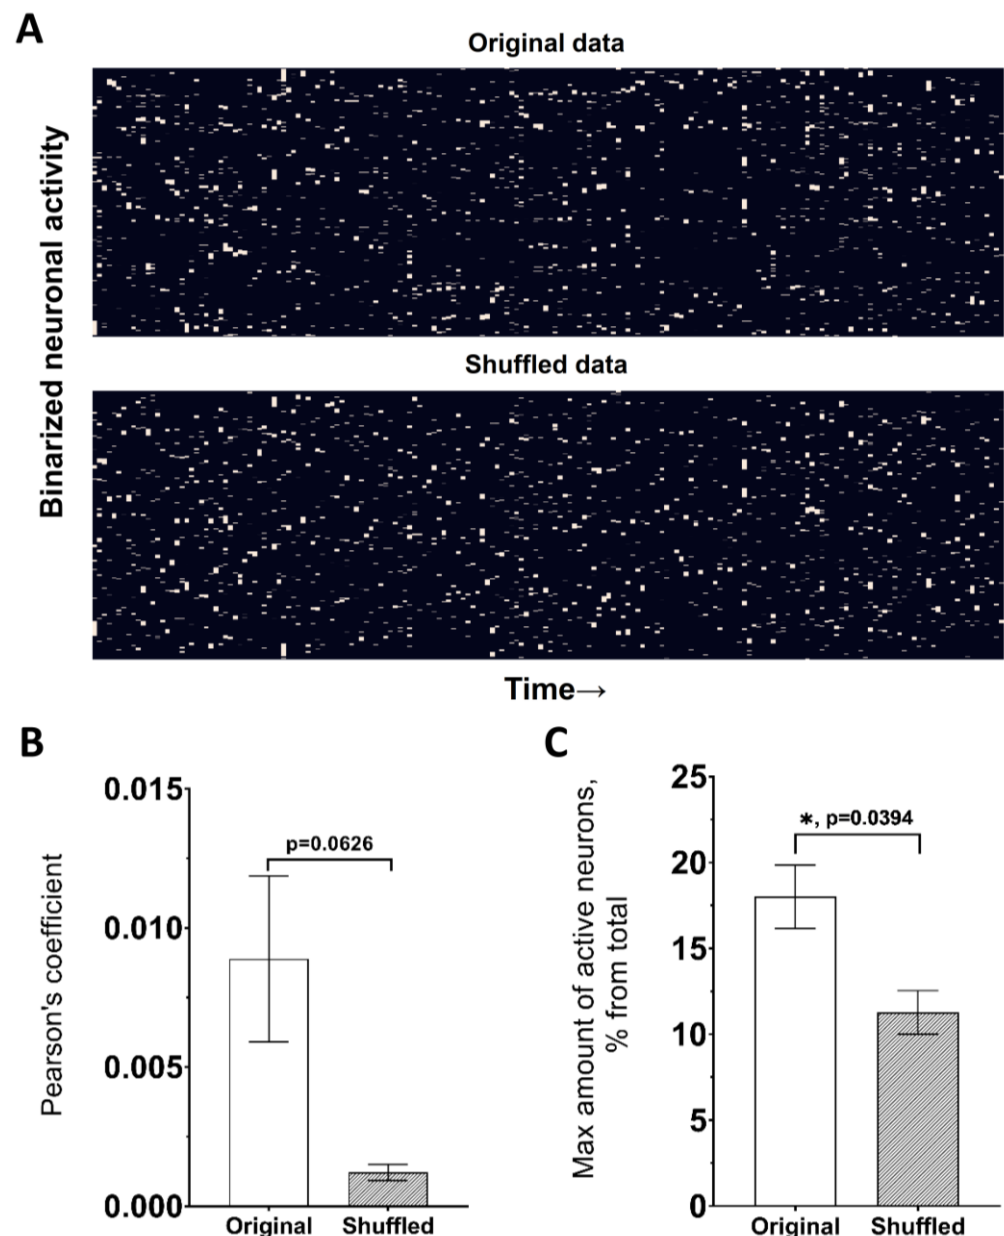 A
Original data
Binarized neuronal activity
Shuffled data
Time→
B
Pearson's coefficient
0.015
0.010
0.005
0.000
p=0.0626
Original Shuffled
C
Max amount of active neurons,
% from total
25
20
15
10
5
0
*, p=0.0394
Original Shuffled